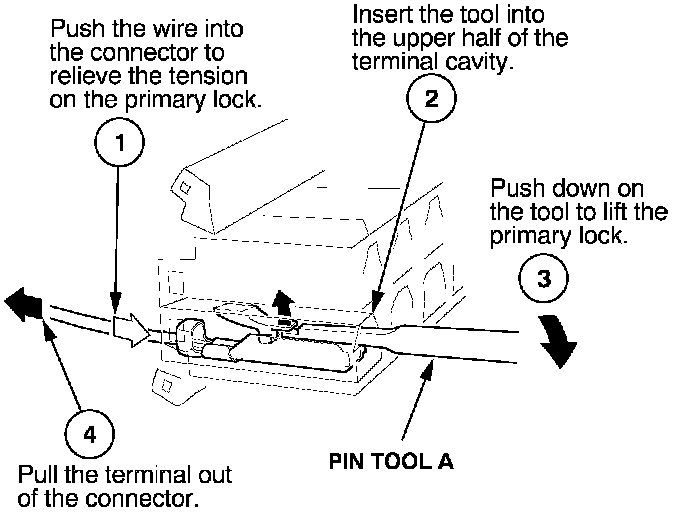 Push the wire into
the connector to
relieve the tension
on the primary lock.
1
Insert the tool into
the upper half of the
terminal cavity.
2
Push down on
the tool to lift the
primary lock.
3
4
Pull the terminal out
of the connector.
PIN TOOL A